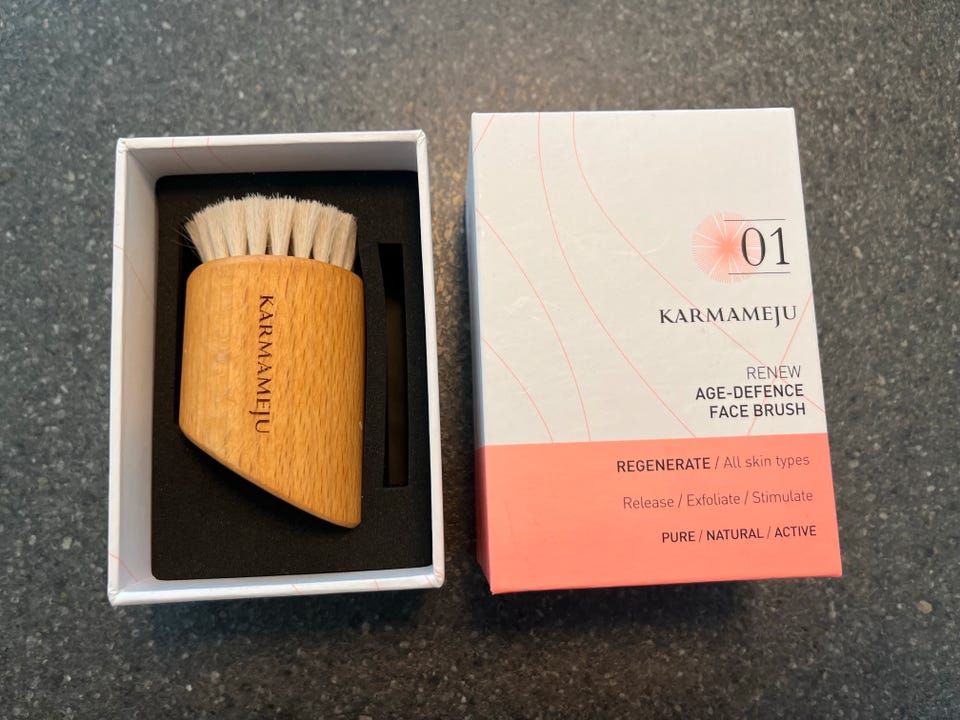 KARMAMEJU
01
KARMAMEJU
RENEW
AGE-DEFENCE
FACE BRUSH
REGENERATE / All skin types
Release / Exfoliate / Stimulate
PURE / NATURAL / ACTIVE